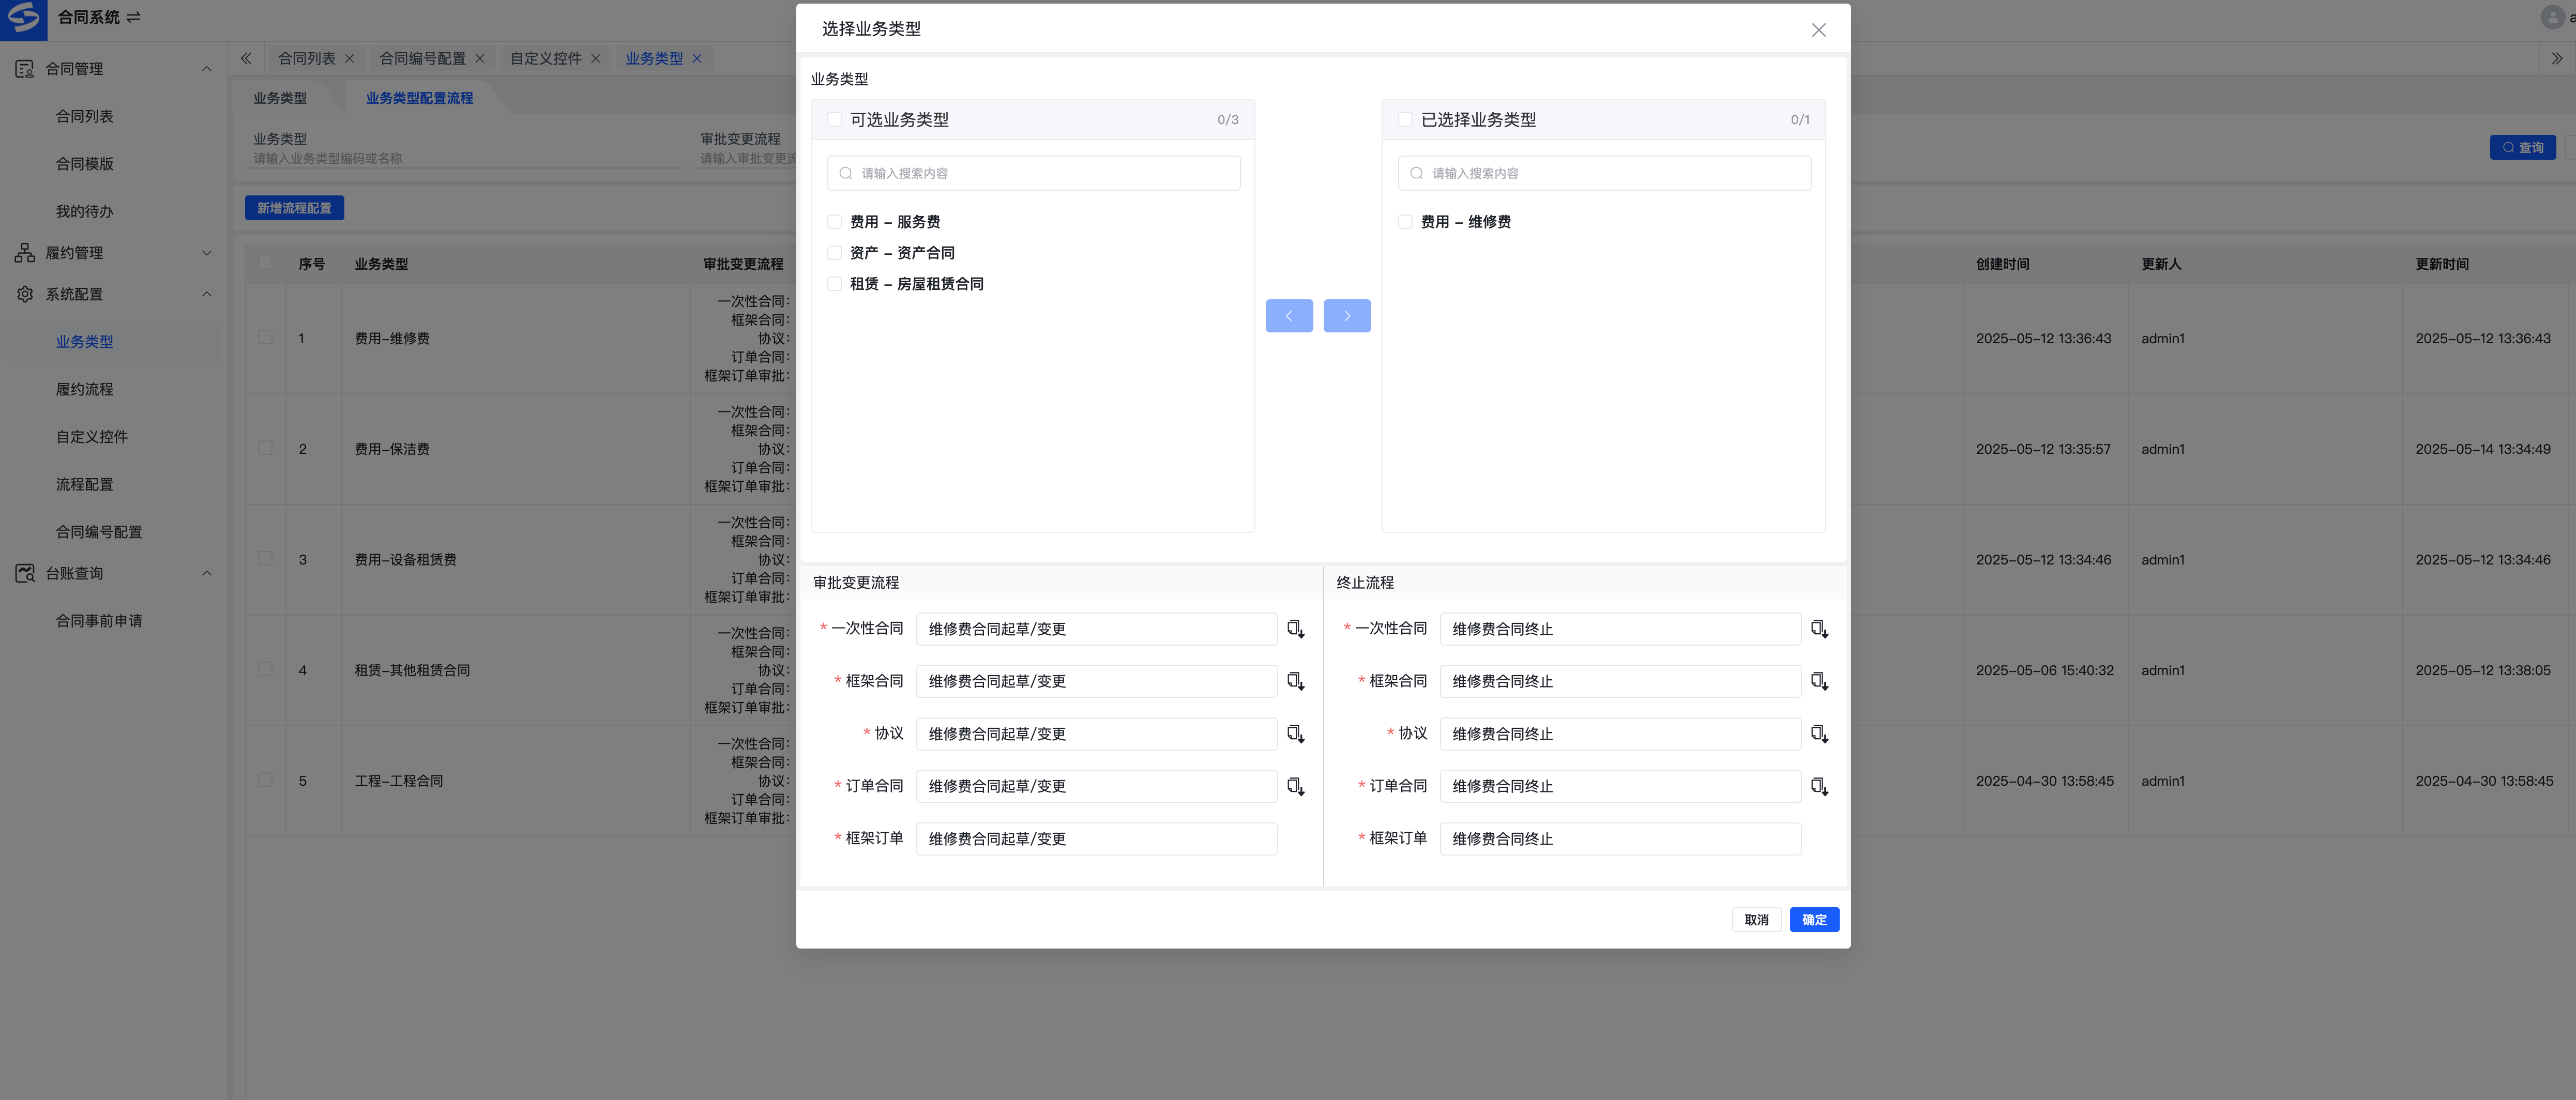 合同系统
a
合同管理
合同列表
合同模版
我的待办
履约管理
系统配置
业务类型
履约流程
自定义控件
流程配置
合同编号配置
台账查询
合同事前申请
合同列表
合同编号配置
自定义控件
业务类型
业务类型
业务类型配置流程
业务类型
请输入业务类型编码或名称
审批变更流程
请输入审批变更流
查询
新增流程配置
序号 业务类型 审批变更流程 创建时间 更新人 更新时间
1 费用-维修费
一次性合同:
框架合同:
协议:
订单合同:
框架订单审批:
2025-05-12 13:36:43 admin1 2025-05-12 13:36:43
2 费用-保洁费
一次性合同:
框架合同:
协议:
订单合同:
框架订单审批:
2025-05-12 13:35:57 admin1 2025-05-14 13:34:49
3 费用-设备租赁费
一次性合同:
框架合同:
协议:
订单合同:
框架订单审批:
2025-05-12 13:34:46 admin1 2025-05-12 13:34:46
4 租赁-其他租赁合同
一次性合同:
框架合同:
协议:
订单合同:
框架订单审批:
2025-05-06 15:40:32 admin1 2025-05-12 13:38:05
5 工程-工程合同
一次性合同:
框架合同:
协议:
订单合同:
框架订单审批:
2025-04-30 13:58:45 admin1 2025-04-30 13:58:45
选择业务类型
业务类型
可选业务类型 0/3
请输入搜索内容
费用 - 服务费
资产 - 资产合同
租赁 - 房屋租赁合同
已选择业务类型 0/1
请输入搜索内容
费用 - 维修费
审批变更流程
* 一次性合同 维修费合同起草/变更
* 框架合同 维修费合同起草/变更
* 协议 维修费合同起草/变更
* 订单合同 维修费合同起草/变更
* 框架订单 维修费合同起草/变更
终止流程
* 一次性合同 维修费合同终止
* 框架合同 维修费合同终止
* 协议 维修费合同终止
* 订单合同 维修费合同终止
* 框架订单 维修费合同终止
取消 确定